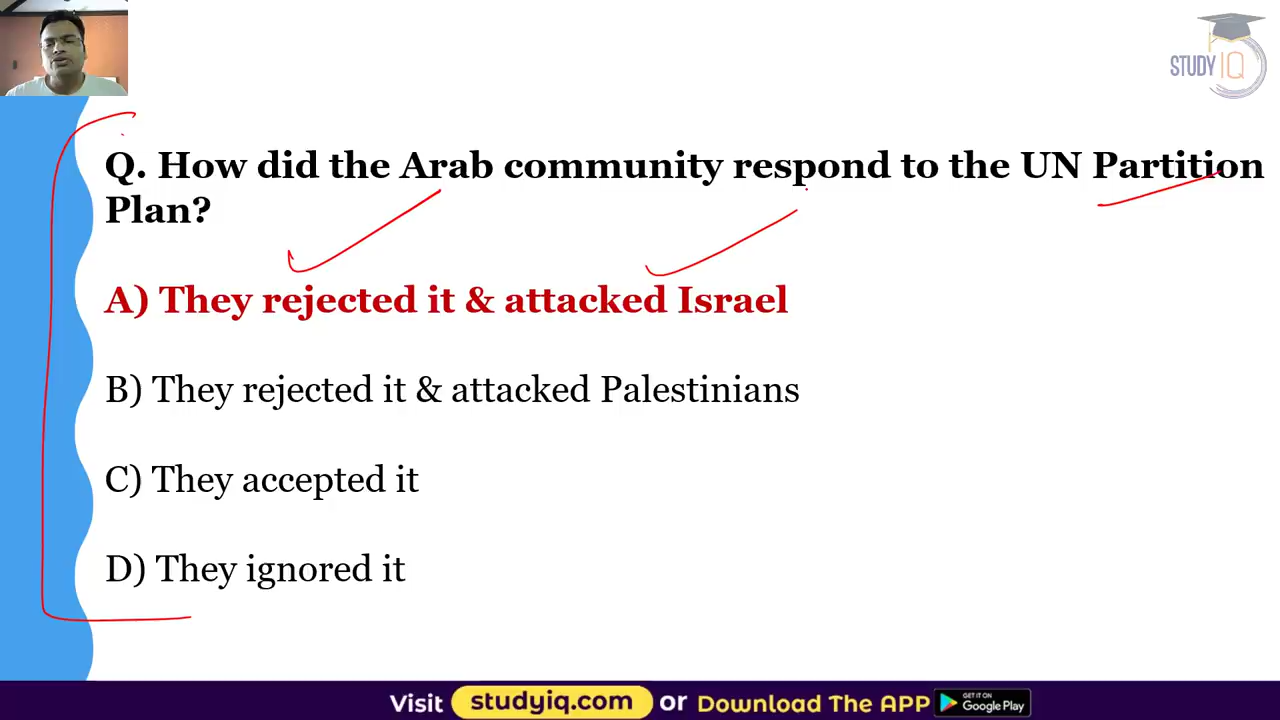 STUDY IQ
Q. How did the Arab community respond to the UN Partition
Plan?
A) They rejected it & attacked Israel
B) They rejected it & attacked Palestinians
C) They accepted it
D) They ignored it
Visit studyiq.com or Download The APP GET IT ON Google Play